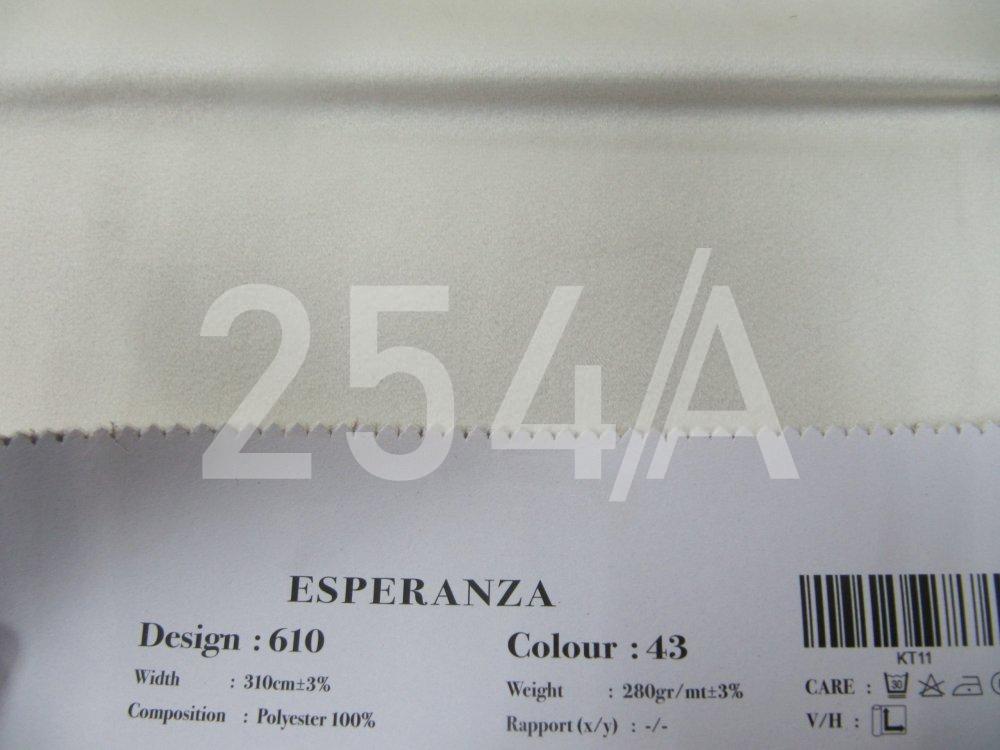 254/A
ESPERANZA
Design : 610
Colour : 43
KT11
Width : 310cm±3%
Weight : 280gr/mt±3%
CARE : 30
Composition : Polyester 100%
Rapport (x/y) : -/-
V/H :